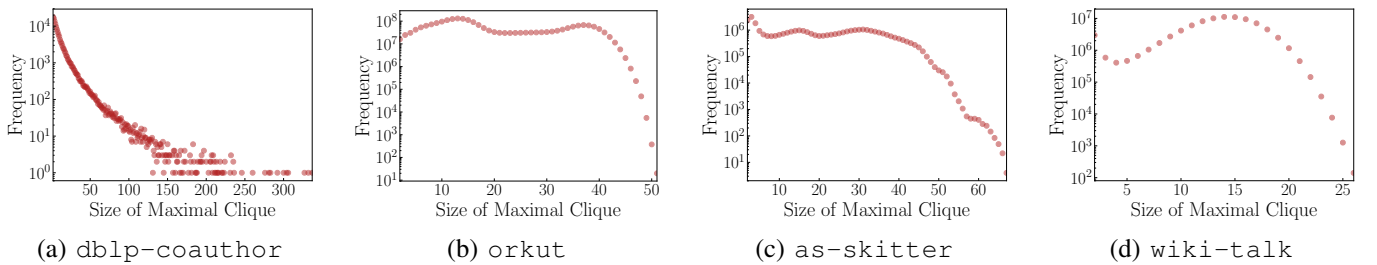 Frequency
10^4
10^3
10^2
10^1
10^0
50 100 150 200 250 300
Size of Maximal Clique
(a) dblp-coauthor
Frequency
10^8
10^7
10^6
10^5
10^4
10^3
10^2
10^1
10 20 30 40 50
Size of Maximal Clique
(b) orkut
Frequency
10^6
10^5
10^4
10^3
10^2
10^1
10 20 30 40 50 60
Size of Maximal Clique
(c) as-skitter
Frequency
10^7
10^6
10^5
10^4
10^3
10^2
5 10 15 20 25
Size of Maximal Clique
(d) wiki-talk